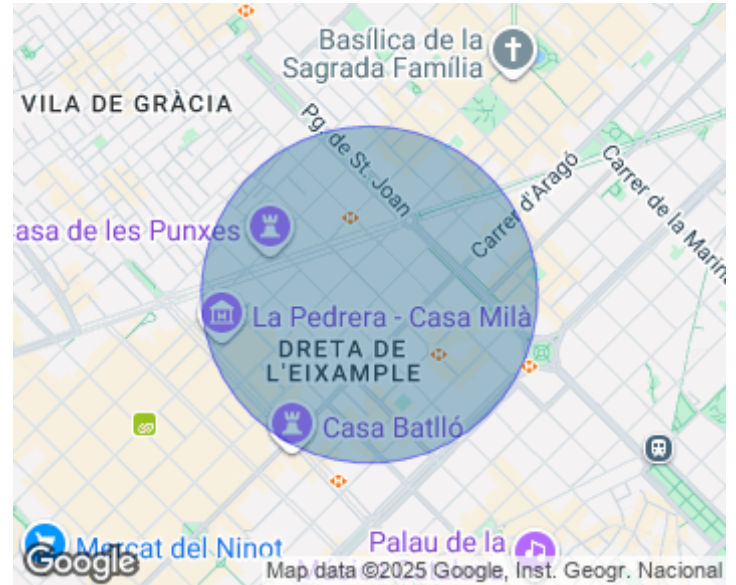 Basílica de la
Sagrada Família
VILA DE GRÀCIA
Pg. de St. Joan
Carrer d'Aragó
Carrer de la Marina
asa de les Punxes
La Pedrera - Casa Milà
DRETA DE
L'EIXAMPLE
Casa Batlló
Mercat del Ninot
Palau de la
Google
Map data ©2025 Google, Inst. Geogr. Nacional